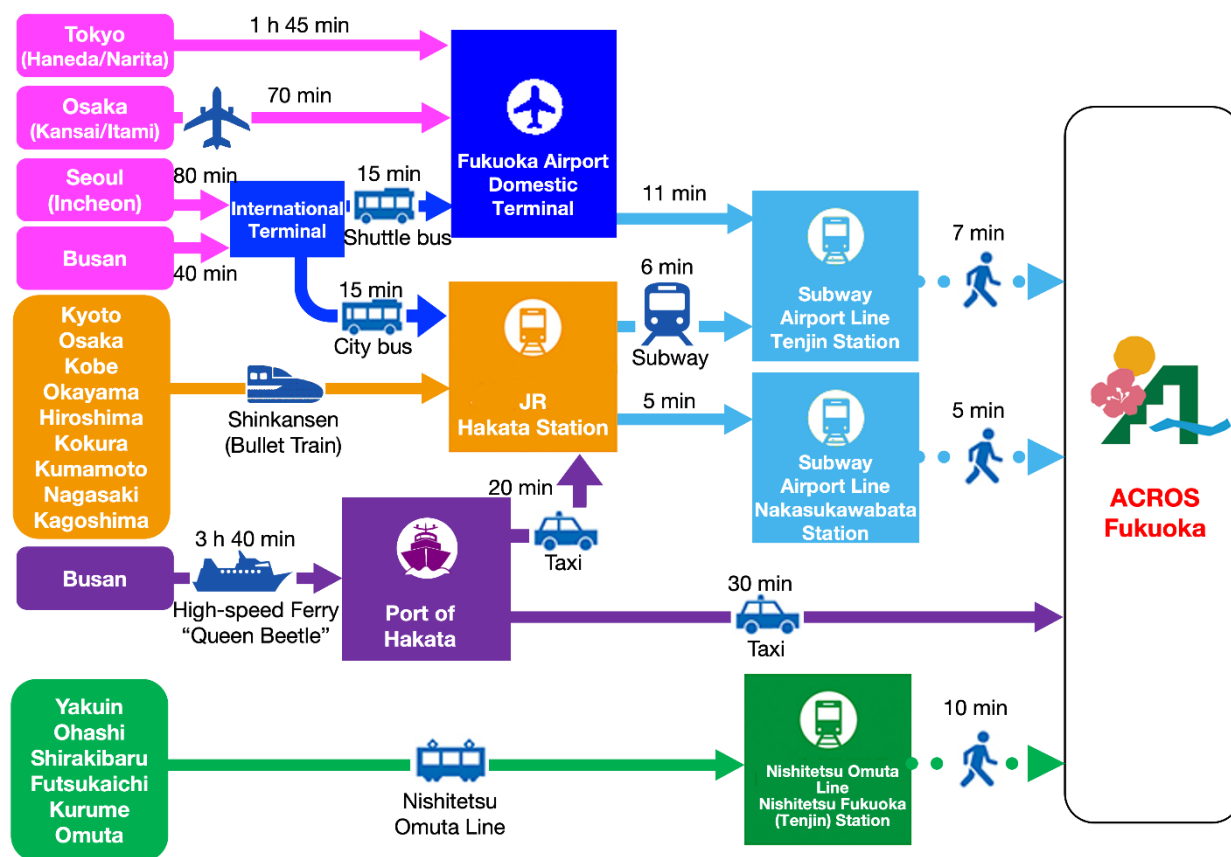 Tokyo
(Haneda/Narita)
1 h 45 min
Osaka
(Kansai/Itami)
70 min
Seoul
(Incheon)
80 min
Busan
40 min
International
Terminal
15 min
Shuttle bus
Fukuoka Airport
Domestic
Terminal
11 min
15 min
City bus
Kyoto
Osaka
Kobe
Okayama
Hiroshima
Kokura
Kumamoto
Nagasaki
Kagoshima
Shinkansen
(Bullet Train)
JR
Hakata Station
6 min
Subway
5 min
Subway
Airport Line
Tenjin Station
7 min
Subway
Airport Line
Nakasukawabata
Station
5 min
ACROS
Fukuoka
Busan
3 h 40 min
High-speed Ferry
“Queen Beetle”
Port of
Hakata
20 min
Taxi
30 min
Taxi
Yakuin
Ohashi
Shirakibaru
Futsukaichi
Kurume
Omuta
Nishitetsu
Omuta Line
Nishitetsu Omuta
Line
Nishitetsu Fukuoka
(Tenjin) Station
10 min